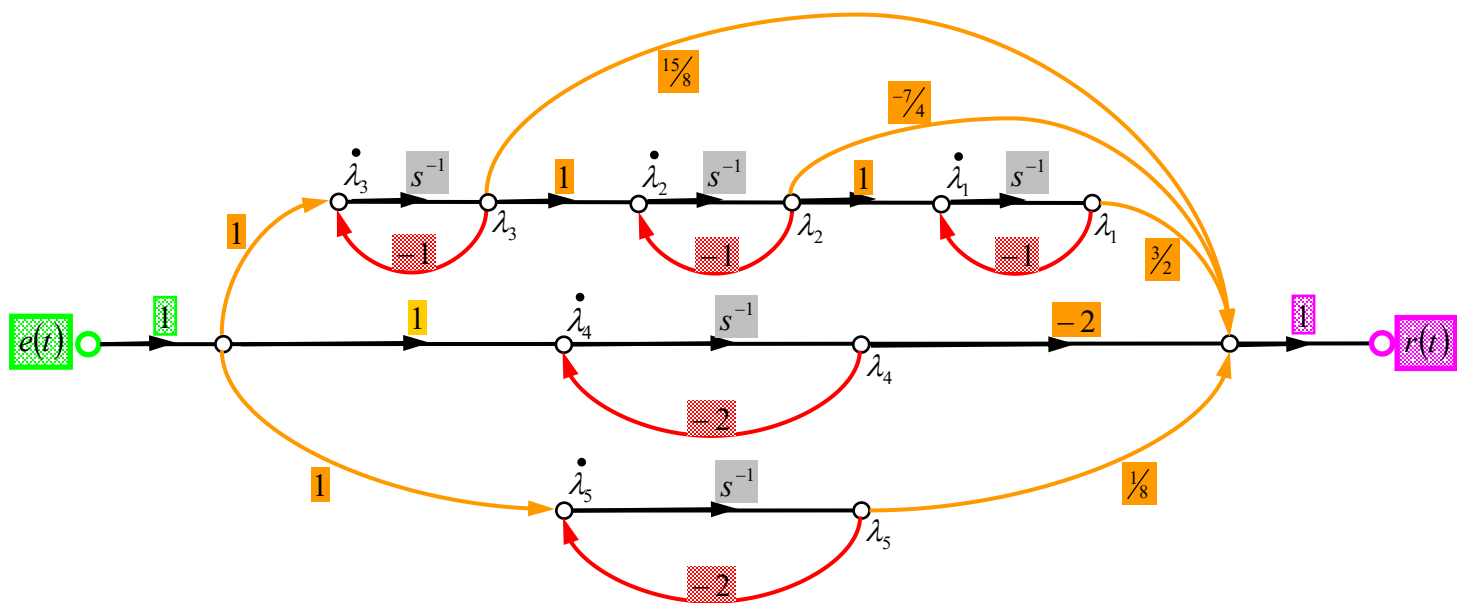 15/8
-7/4
λ̇₃ s⁻¹ 1 λ̇₂ s⁻¹ 1 λ̇₁ s⁻¹
λ₃ λ₂ λ₁
1 -1 -1 -1 3/2
e(t) 1 1 λ̇₄ s⁻¹ -2 1 r(t)
λ₄
-2
1 λ̇₅ s⁻¹ 1/8
λ₅
-2